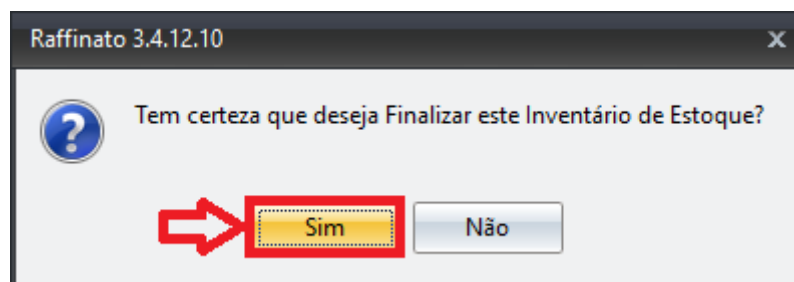 Raffinato 3.4.12.10
Tem certeza que deseja Finalizar este Inventário de Estoque?
Sim
Não